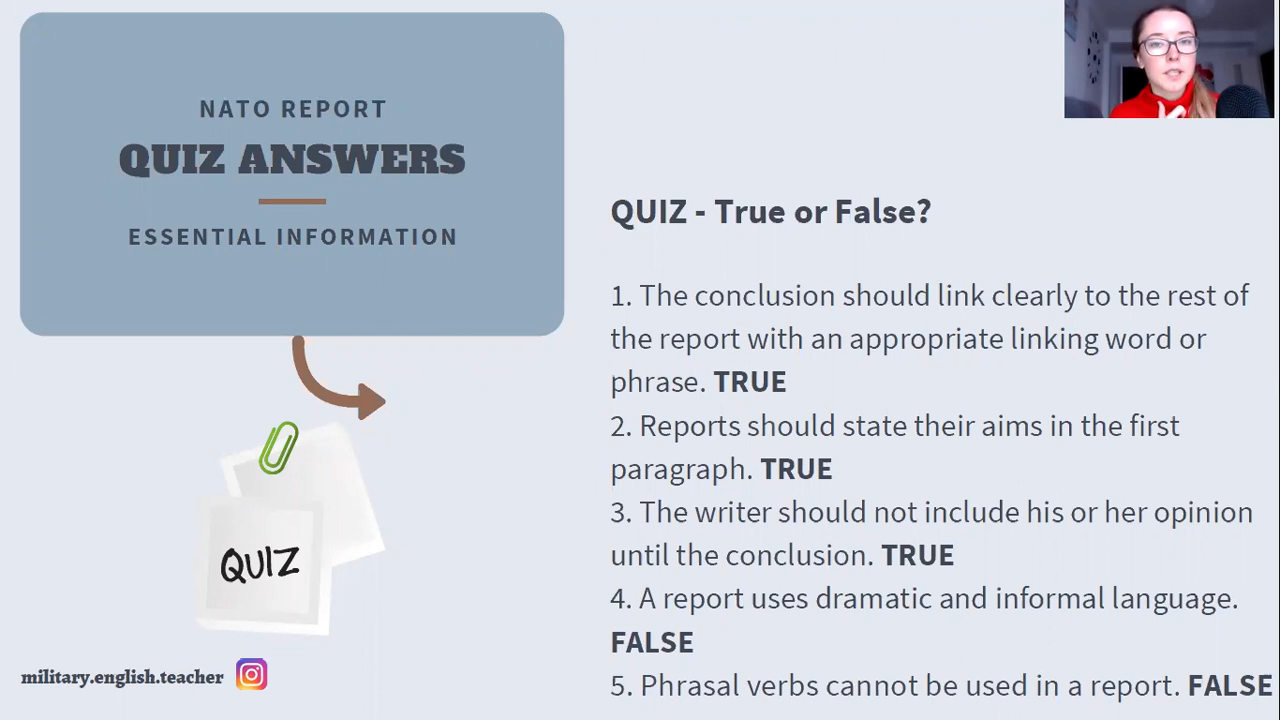 NATO REPORT
QUIZ ANSWERS
ESSENTIAL INFORMATION
QUIZ
military.english.teacher
QUIZ - True or False?
1. The conclusion should link clearly to the rest of
the report with an appropriate linking word or
phrase. TRUE
2. Reports should state their aims in the first
paragraph. TRUE
3. The writer should not include his or her opinion
until the conclusion. TRUE
4. A report uses dramatic and informal language.
FALSE
5. Phrasal verbs cannot be used in a report. FALSE